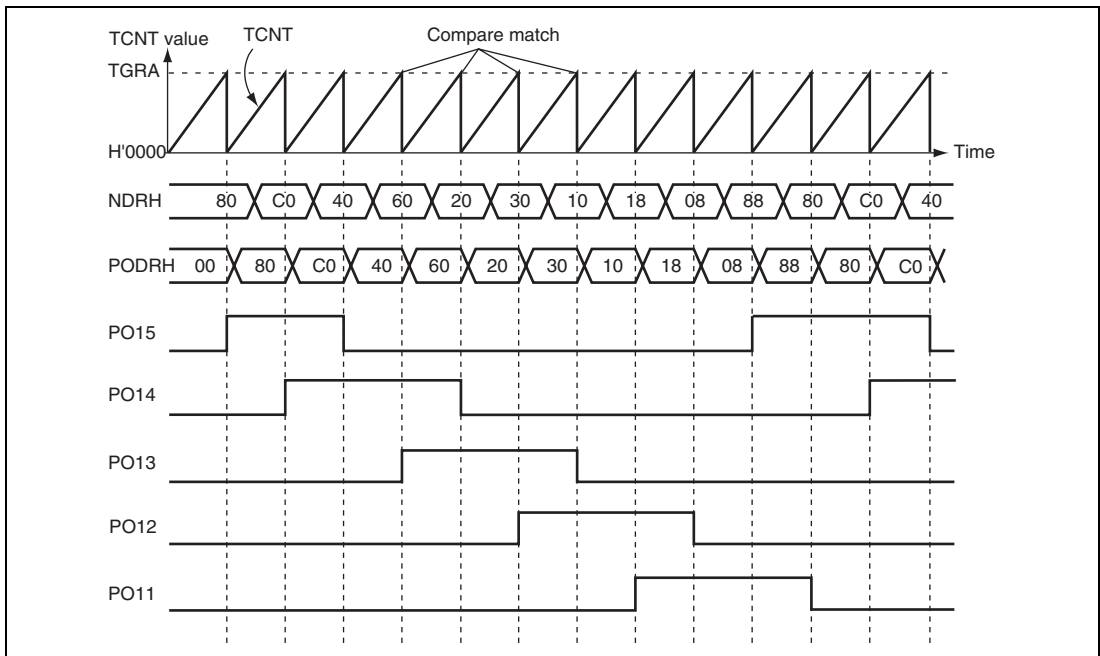 TCNT value TCNT Compare match
TGRA
H'0000 Time
NDRH 80 C0 40 60 20 30 10 18 08 88 80 C0 40
PODRH 00 80 C0 40 60 20 30 10 18 08 88 80 C0
PO15
PO14
PO13
PO12
PO11